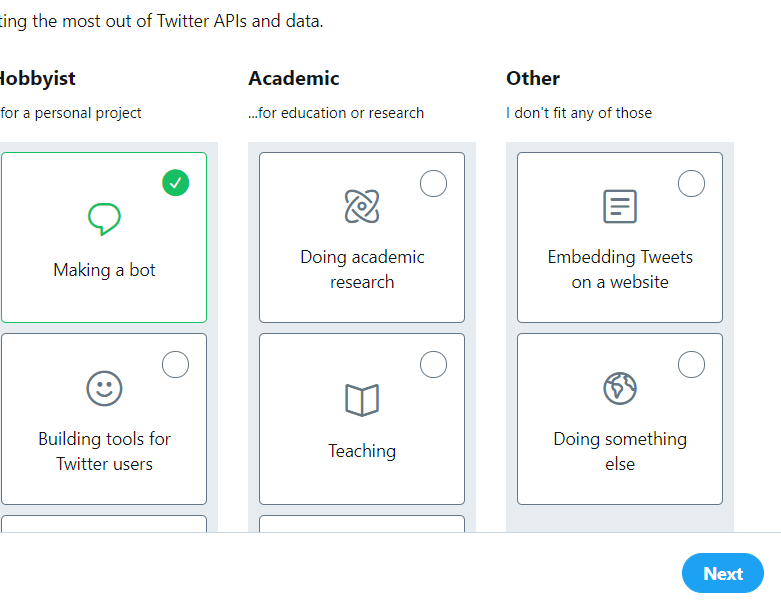 ting the most out of Twitter APIs and data.
Hobbyist
for a personal project
Making a bot
Building tools for
Twitter users
Academic
...for education or research
Doing academic
research
Teaching
Other
I don't fit any of those
Embedding Tweets
on a website
Doing something
else
Next